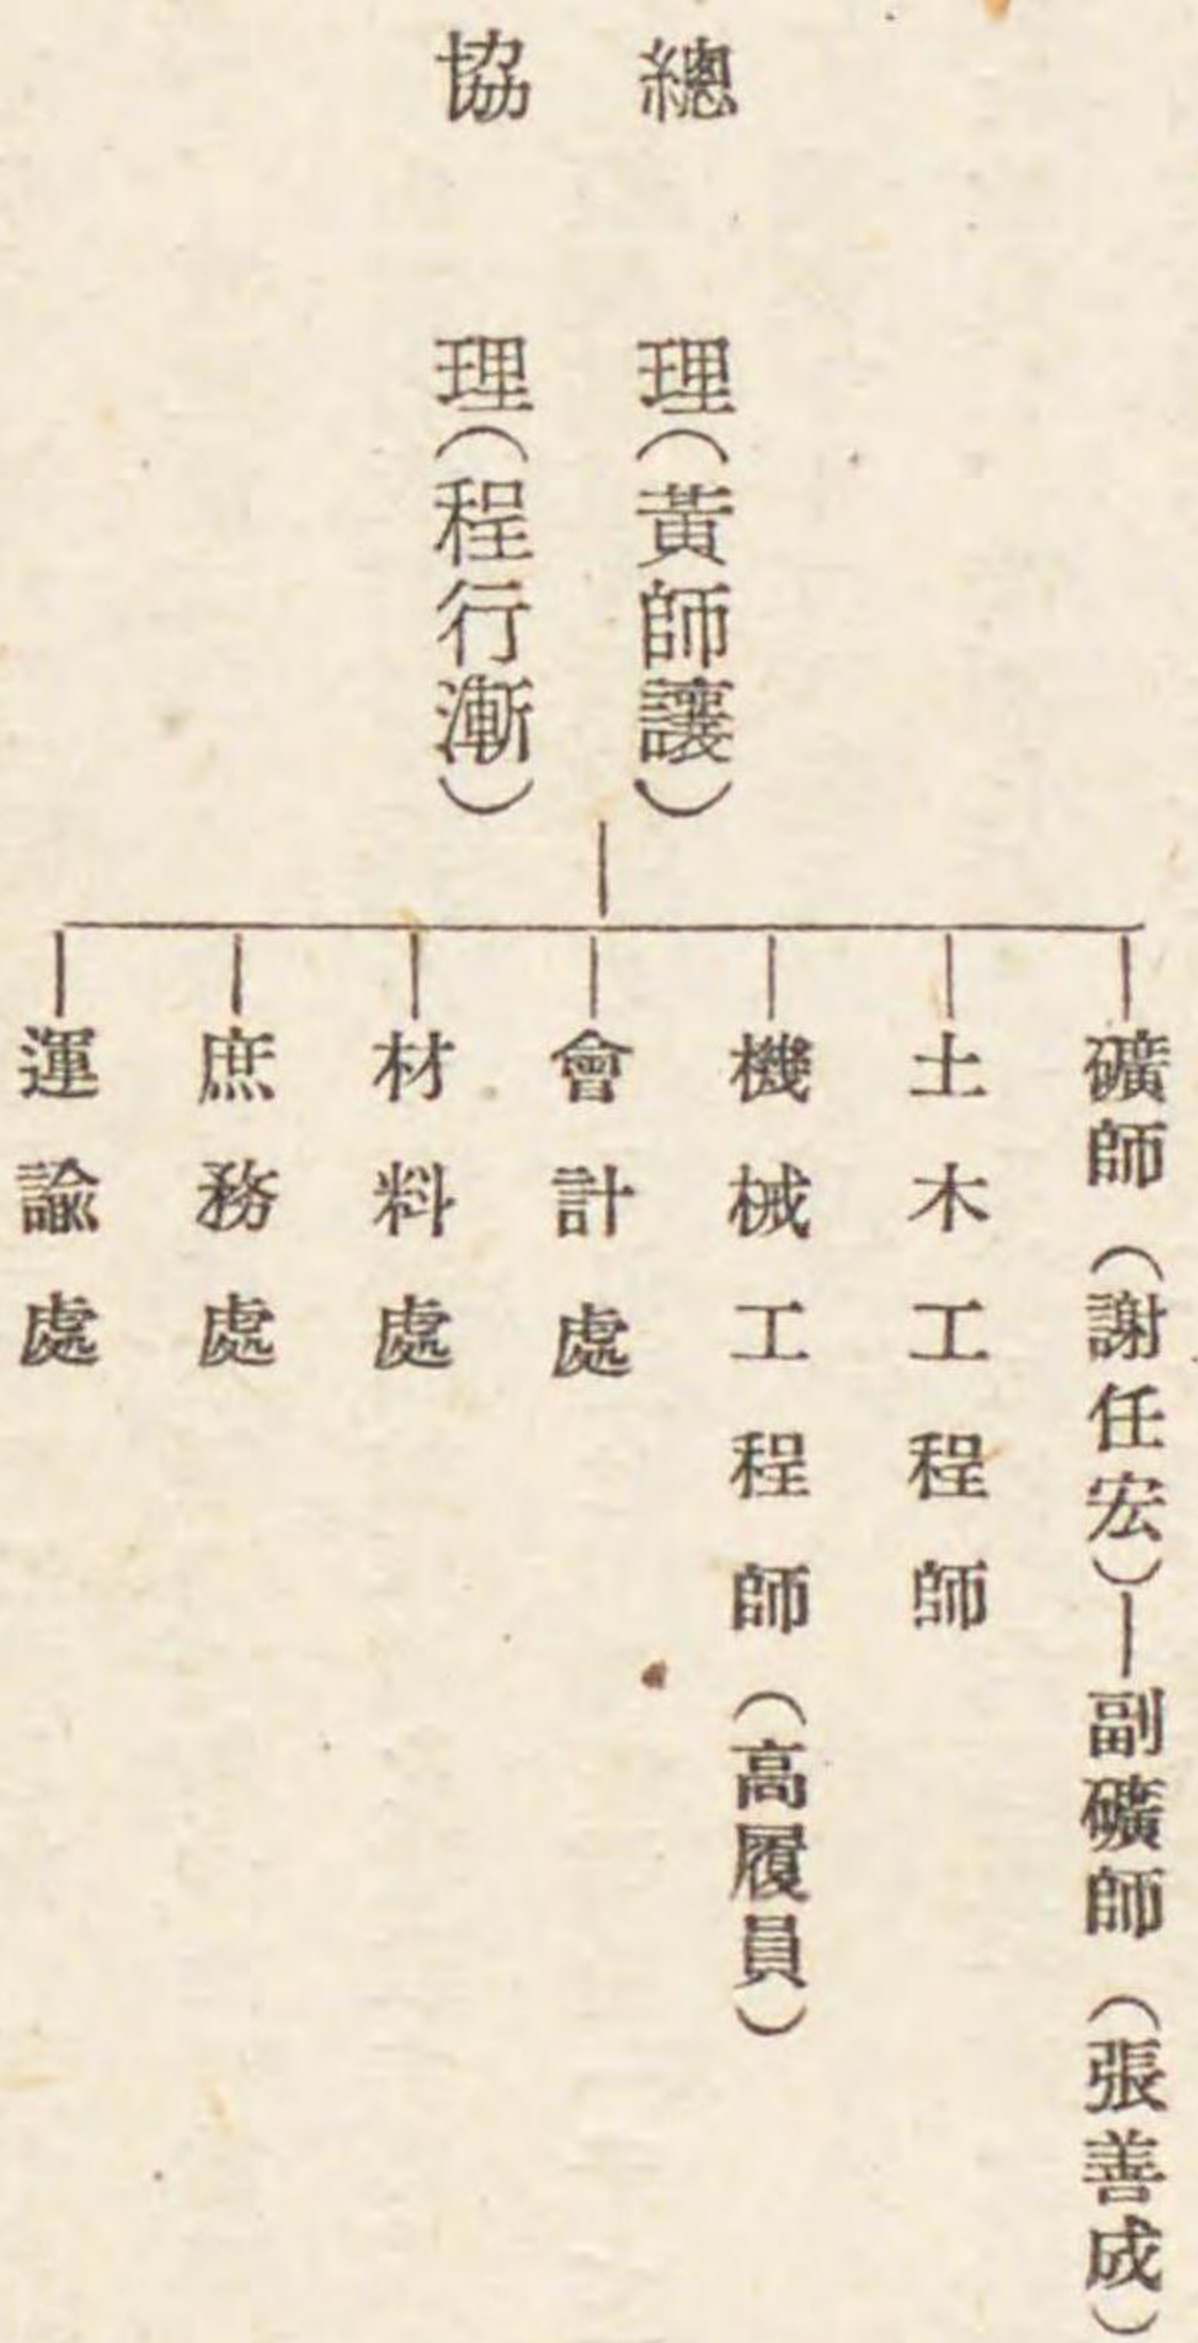 總理(黃師讓)
協理(程行漸)
礦師(謝任宏)—副礦師(張善成)
土木工程師
機械工程師(高履員)
會計處
材料處
庶務處
運諭處